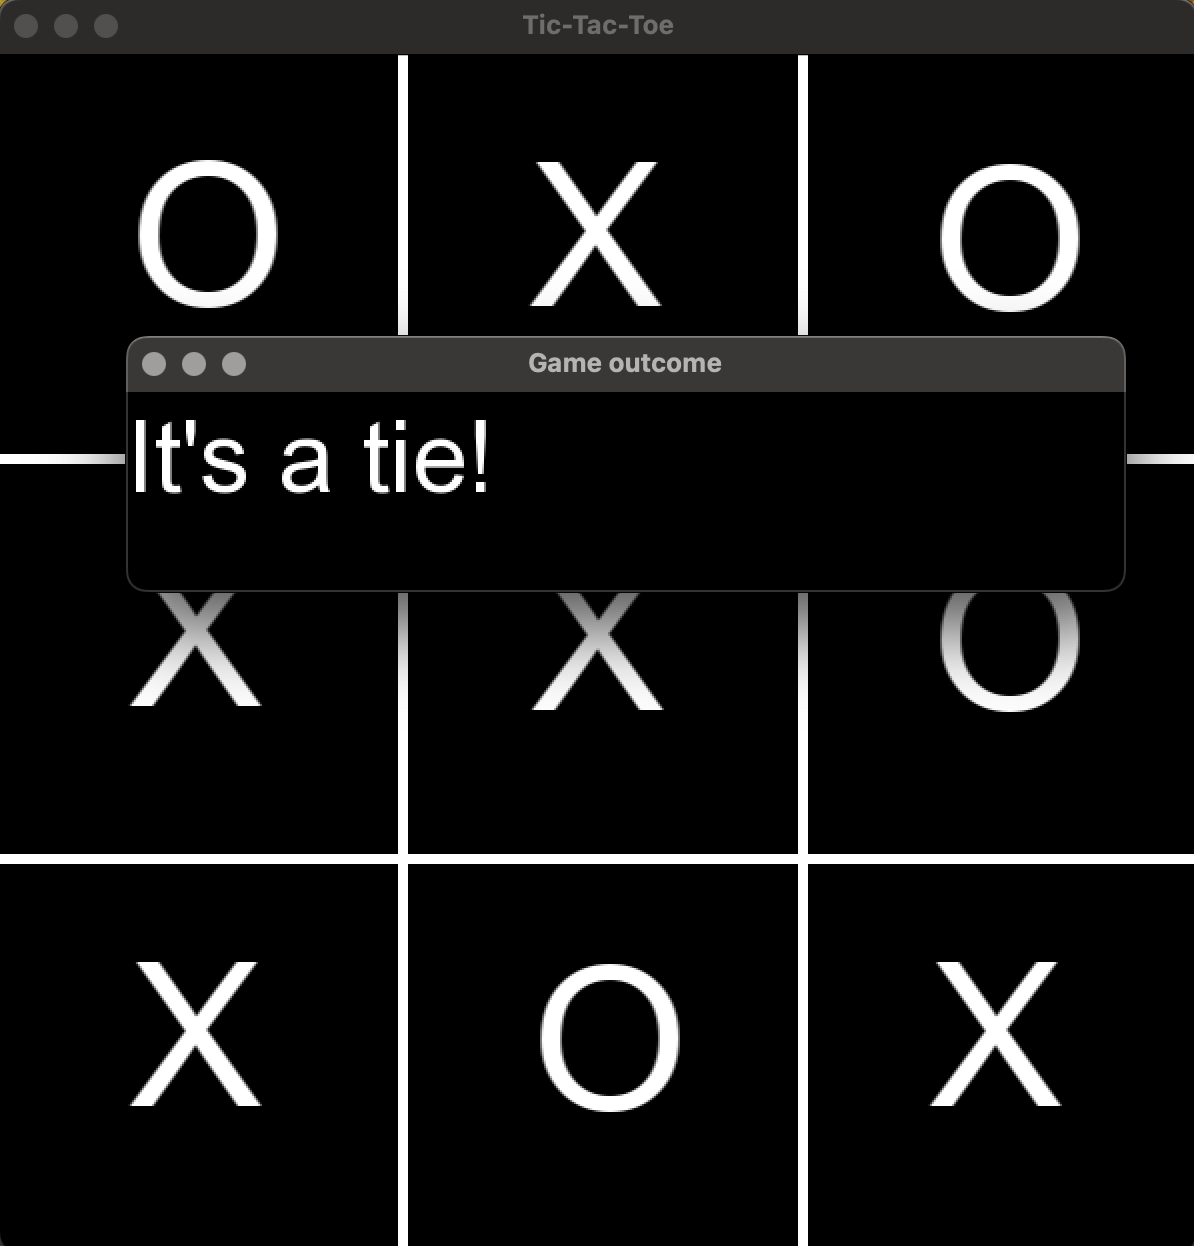 Tic-Tac-Toe
O X O
Game outcome
It's a tie!
X X O
X O X